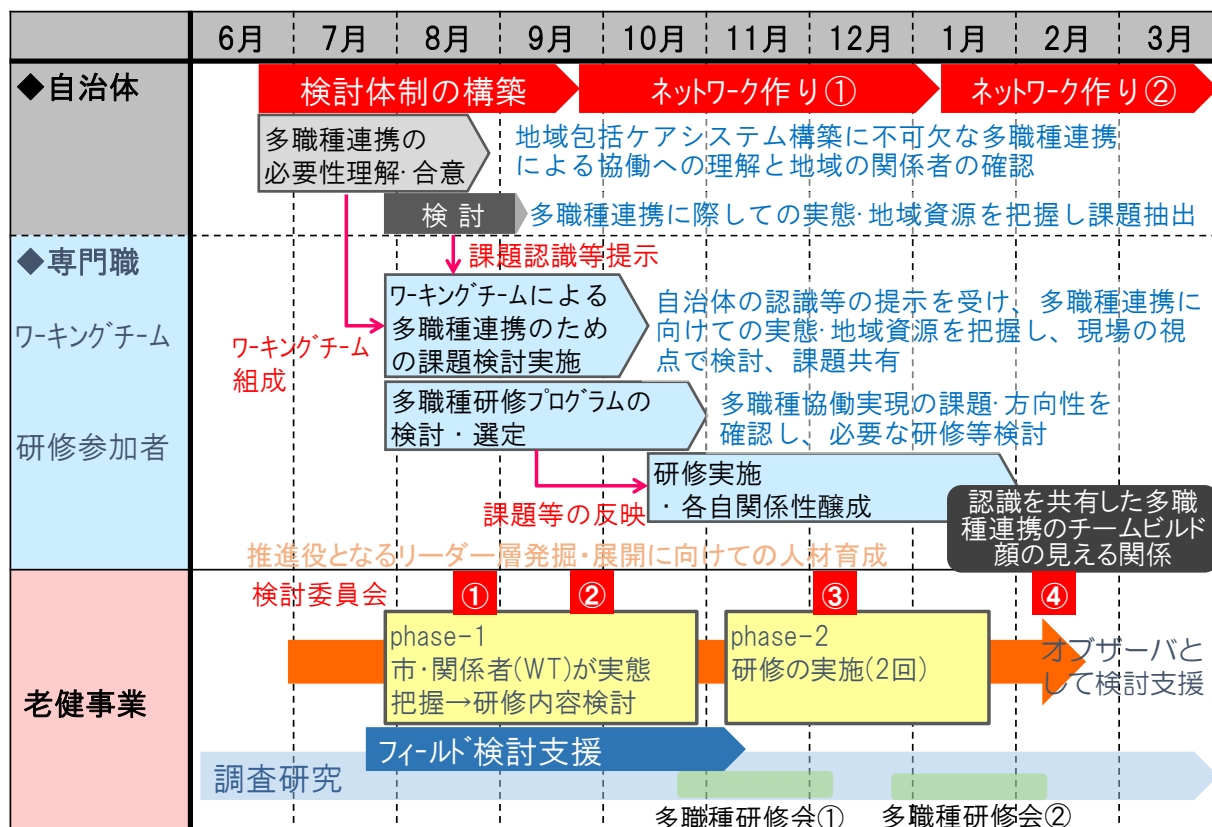 6月 7月 8月 9月 10月 11月 12月 1月 2月 3月
◆自治体
検討体制の構築
ネットワーク作り①
ネットワーク作り②
多職種連携の
必要性理解・合意
地域包括ケアシステム構築に不可欠な多職種連携
による協働への理解と地域の関係者の確認
検 討
多職種連携に際しての実態・地域資源を把握し課題抽出
◆専門職
課題認識等提示
ワーキングチーム
ワーキングチームによる
多職種連携のため
の課題検討実施
自治体の認識等の提示を受け、多職種連携に
向けての実態・地域資源を把握し、現場の視
点で検討、課題共有
ワーキングチーム
組成
研修参加者
多職種研修プログラムの
検討・選定
多職種協働実現の課題・方向性を
確認し、必要な研修等検討
研修実施
・各自関係性醸成
課題等の反映
認識を共有した多職
種連携のチームビルド
顔の見える関係
推進役となるリーダー層発掘・展開に向けての人材育成
老健事業
検討委員会
① ② ③ ④
phase-1
市・関係者(WT)が実態
把握→研修内容検討
phase-2
研修の実施(2回)
オブザーバと
して検討支援
フィールド検討支援
調査研究
多職種研修会①
多職種研修会②